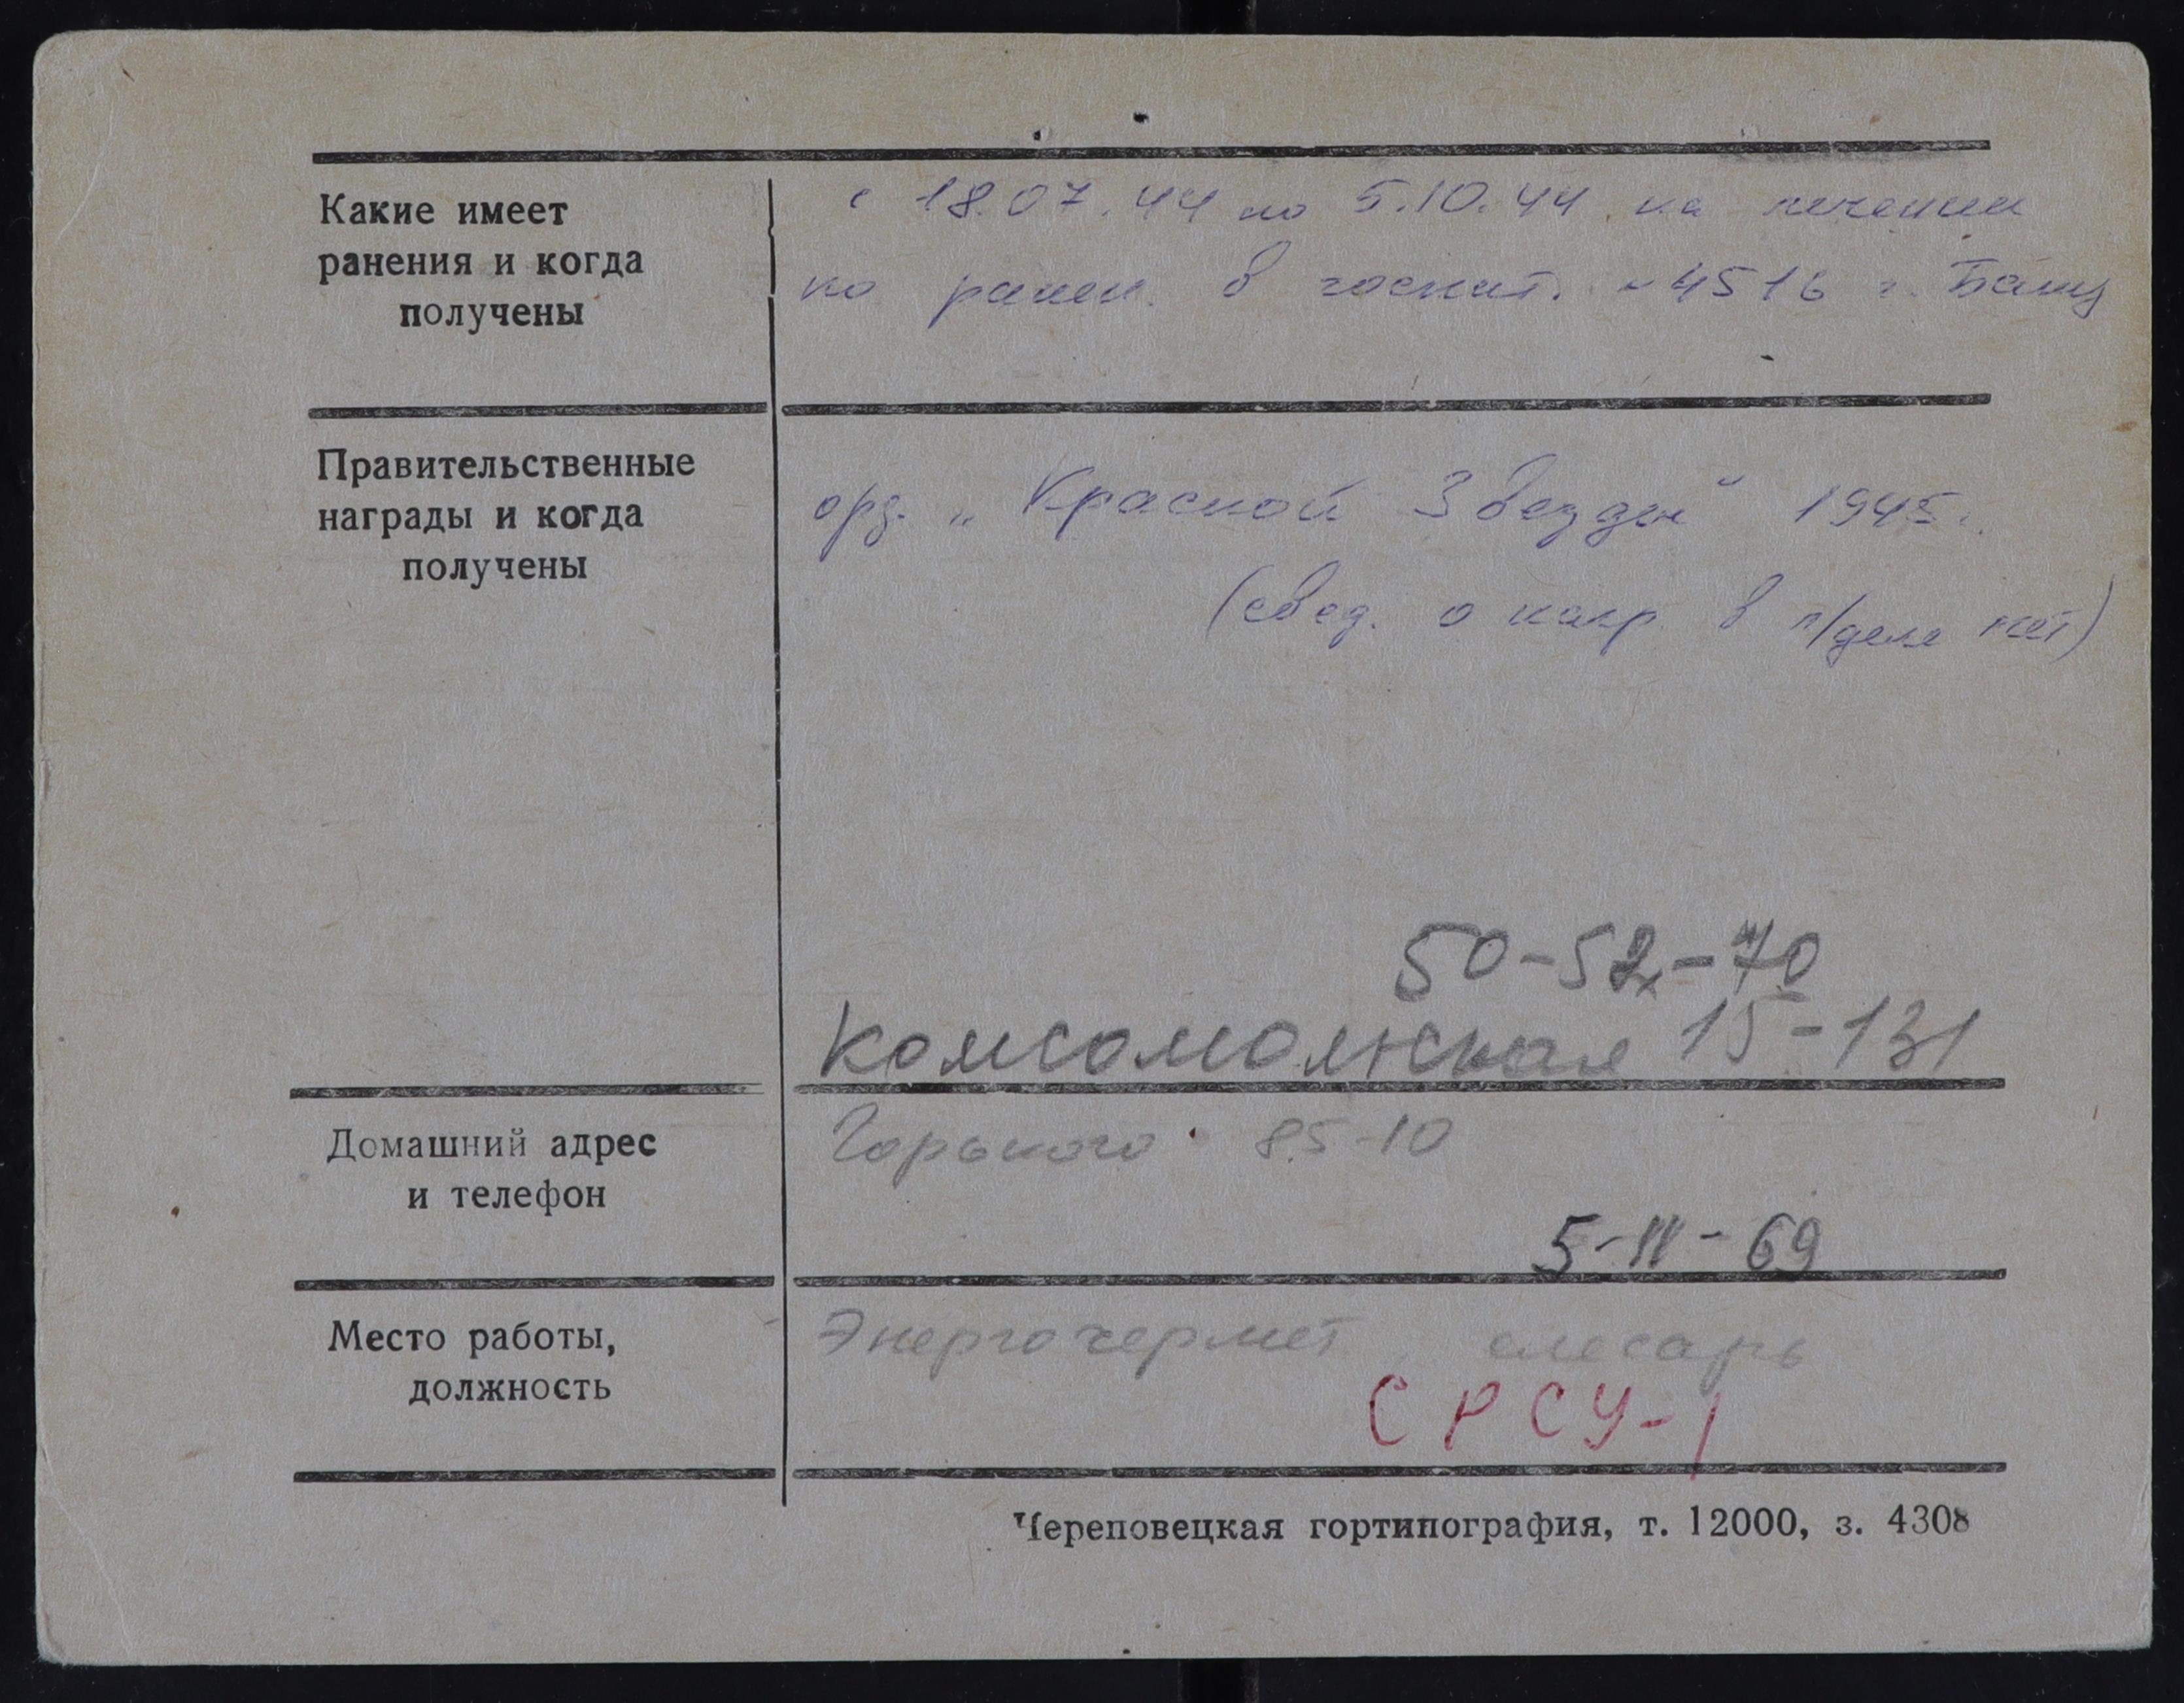 Какие имеет
ранения и когда
получены
с 18.07.44 по 5.10.44. на лечении
по ранен. в госпит. 4516 г. Баку
Правительственные
награды и когда
получены
орд. „Красной Звезды" 1945.
(свед. о нагр. в л/деле нет)
50-52-70
Комсомольская 15-131
Домашний адрес
и телефон
Горького 85-10
5-11-69
Место работы,
должность
Энергочермет слесарь
СРСУ-1
Череповецкая гортипография, т. 12000, з. 4308